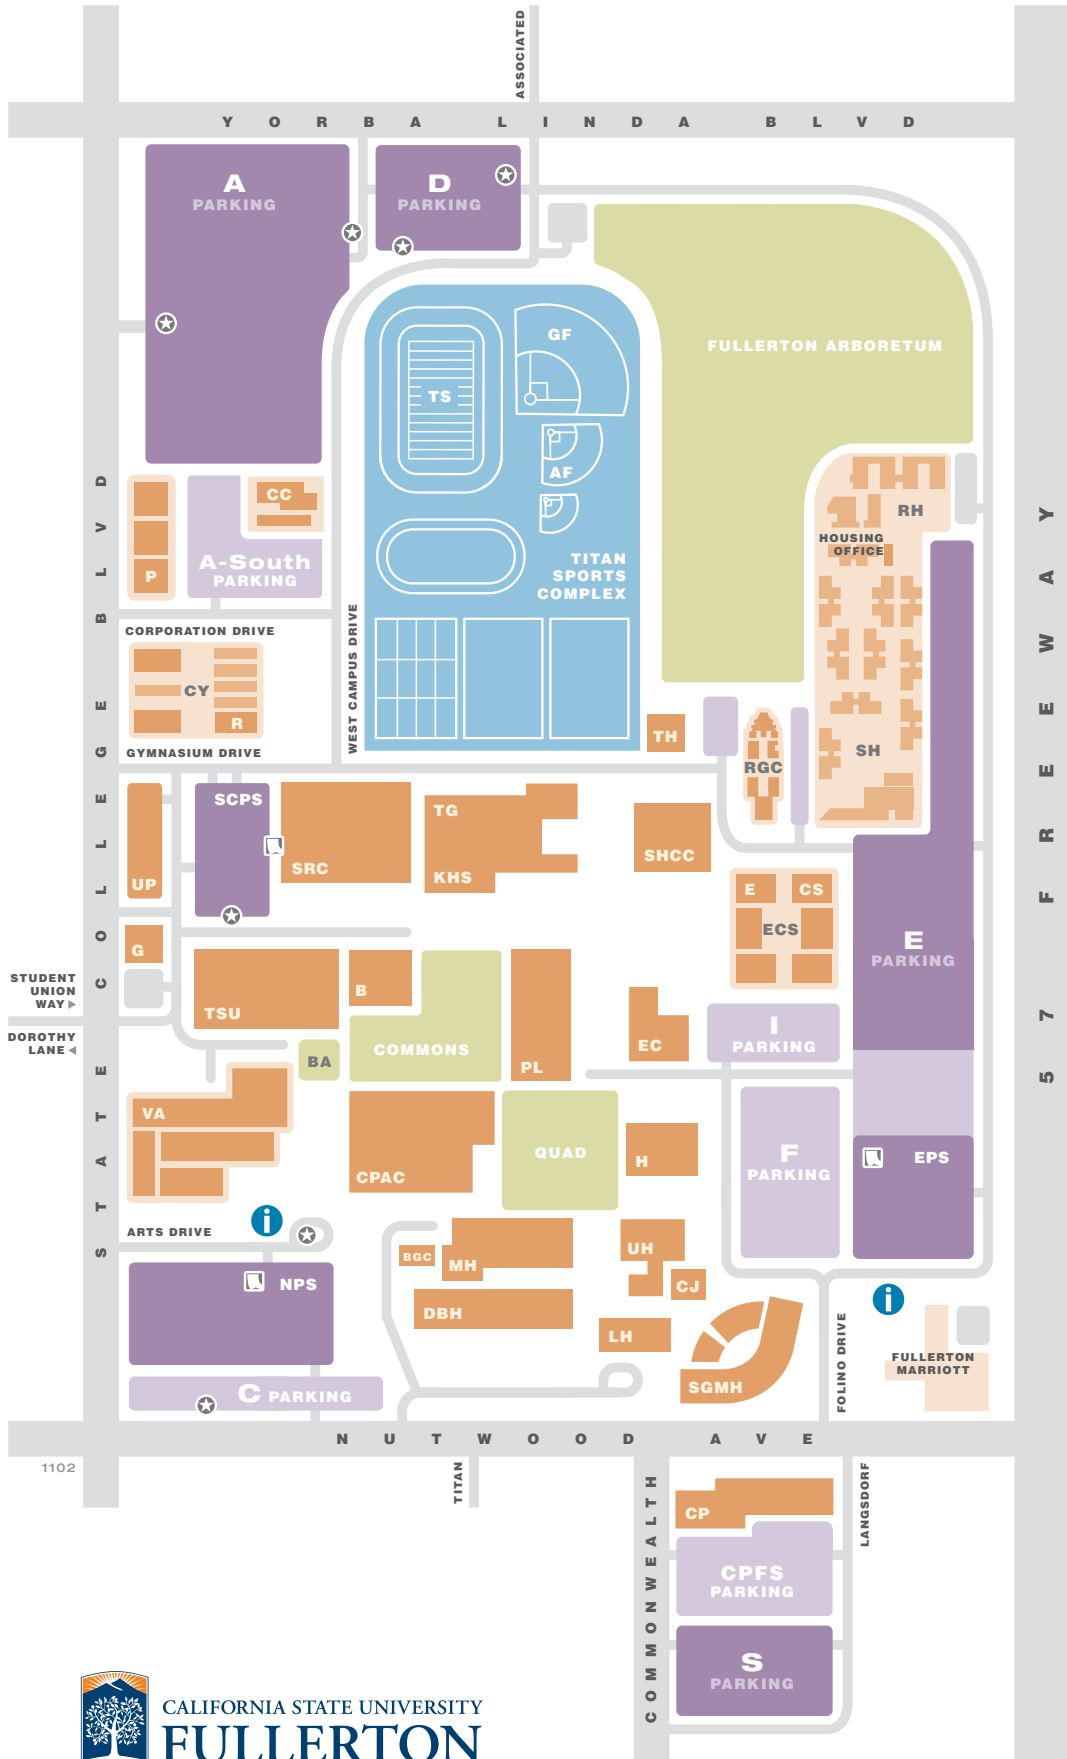 ASSOCIATED
YORBA LINDA BLVD
A
PARKING
D
PARKING
GF
FULLERTON ARBORETUM
TS
AF
CC
RH
HOUSING
OFFICE
A-South
PARKING
P
TITAN
SPORTS
COMPLEX
CORPORATION DRIVE
WEST CAMPUS DRIVE
CY
R
TH
GYMNASIUM DRIVE
RGC
SH
STATE COLLEGE BLVD
57 FREEWAY
SCPS
TG
SRC
KHS
SHCC
UP
E
CS
ECS
G
E
PARKING
STUDENT
UNION
WAY
B
TSU
I
PARKING
DOROTHY
LANE
COMMONS
EC
BA
PL
VA
QUAD
F
PARKING
EPS
H
CPAC
ARTS DRIVE
UH
BGC
MH
CJ
NPS
DBH
LH
SGMH
FOLINO DRIVE
FULLERTON
MARRIOTT
C PARKING
NUTWOOD AVE
1102
TITAN
COMMONWEALTH
LANGSDORF
CP
CPFS
PARKING
S
PARKING
CALIFORNIA STATE UNIVERSITY
FULLERTON